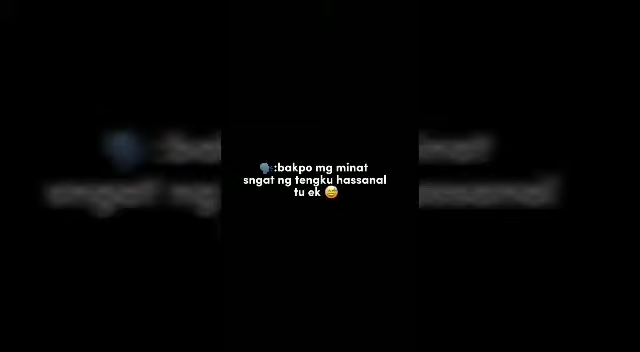 🗣️:bakpo mg minat
sngat ng tengku hassanal
tu ek 😅